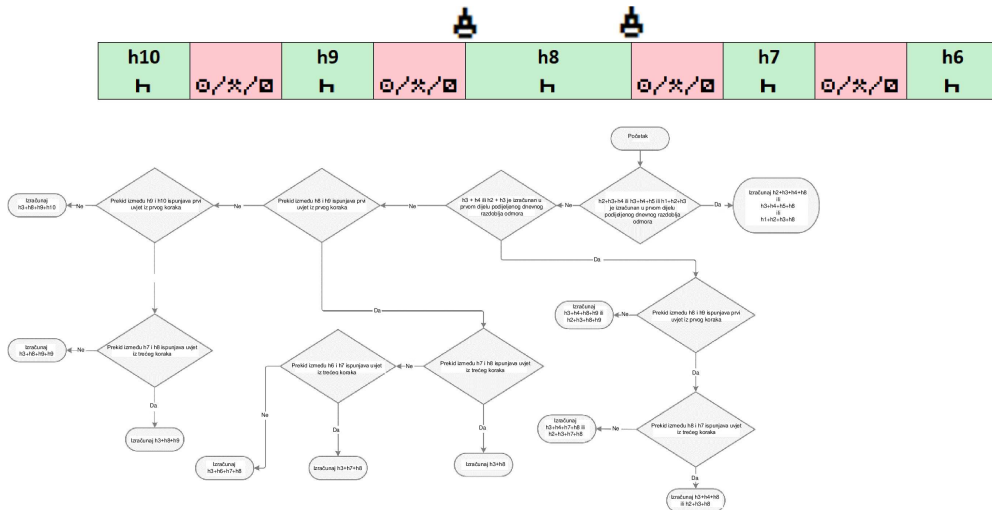 h10
h9
h8
h7
h6
Početak
Izračunaj
h3+h8+h9+h10
Ne
Prekid između h9 i h10 ispunjava prvi
uvjet iz prvog koraka
Ne
Prekid između h8 i h9 ispunjava prvi
uvjet iz prvog koraka
Ne
h3 + h4 ili h2 + h3 je izračunan u
prvom dijelu podijeljenog dnevnog
razdoblja odmora
Ne
h2+h3+h4 ili h3+h4+h5 ili h1+h2+h3
je izračunan u prvom dijelu
podijeljenog dnevnog razdoblja
odmora
Da
Izračunaj h2+h3+h4+h8
ili
h3+h4+h5+h8
ili
h1+h2+h3+h8
Da
Da
Izračunaj
h3+h4+h8+h9 ili
h2+h3+h8+h9
Ne
Prekid između h8 i h9 ispunjava prvi
uvjet iz prvog koraka
Izračunaj
h3+h8+h9+h9
Ne
Prekid između h7 i h8 ispunjava uvjet
iz trećeg koraka
Prekid između h6 i h7 ispunjava uvjet
iz trećeg koraka
Ne
Prekid između h7 i h8 ispunjava uvjet
iz trećeg koraka
Da
Da
Izračunaj h3+h8+h9
Ne
Izračunaj
h3+h6+h7+h8
Da
Izračunaj h3+h7+h8
Da
Izračunaj h3+h8
Izračunaj
h3+h4+h7+h8 ili
h2+h3+h7+h8
Ne
Prekid između h8 i h7 ispunjava uvjet
iz trećeg koraka
Da
Izračunaj h3+h4+h8
ili h2+h3+h8